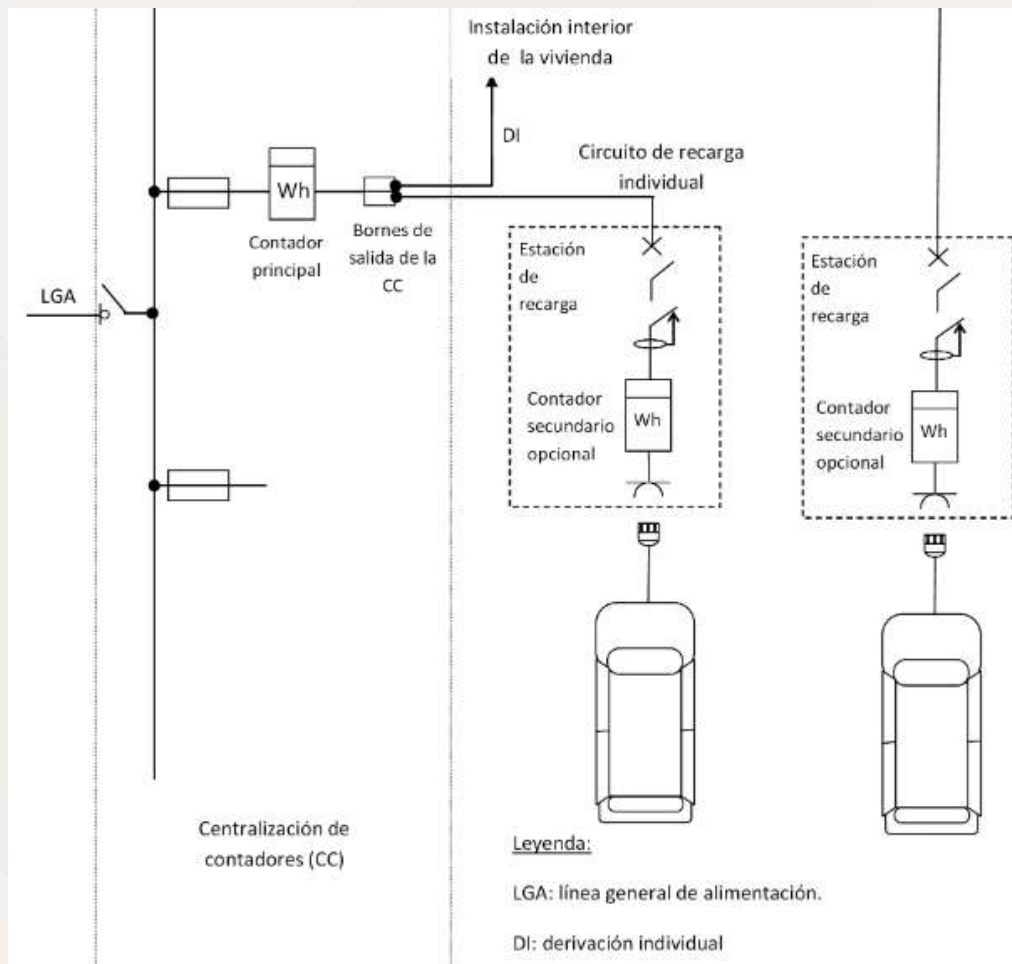 Instalación interior
de la vivienda
DI
Circuito de recarga
individual
Wh
Contador
principal
Bornes de
salida de la
CC
LGA
Estación
de
recarga
Contador
secundario
opcional
Wh
Estación
de
recarga
Contador
secundario
opcional
Wh
Centralización de
contadores (CC)
Leyenda:
LGA: línea general de alimentación.
DI: derivación individual